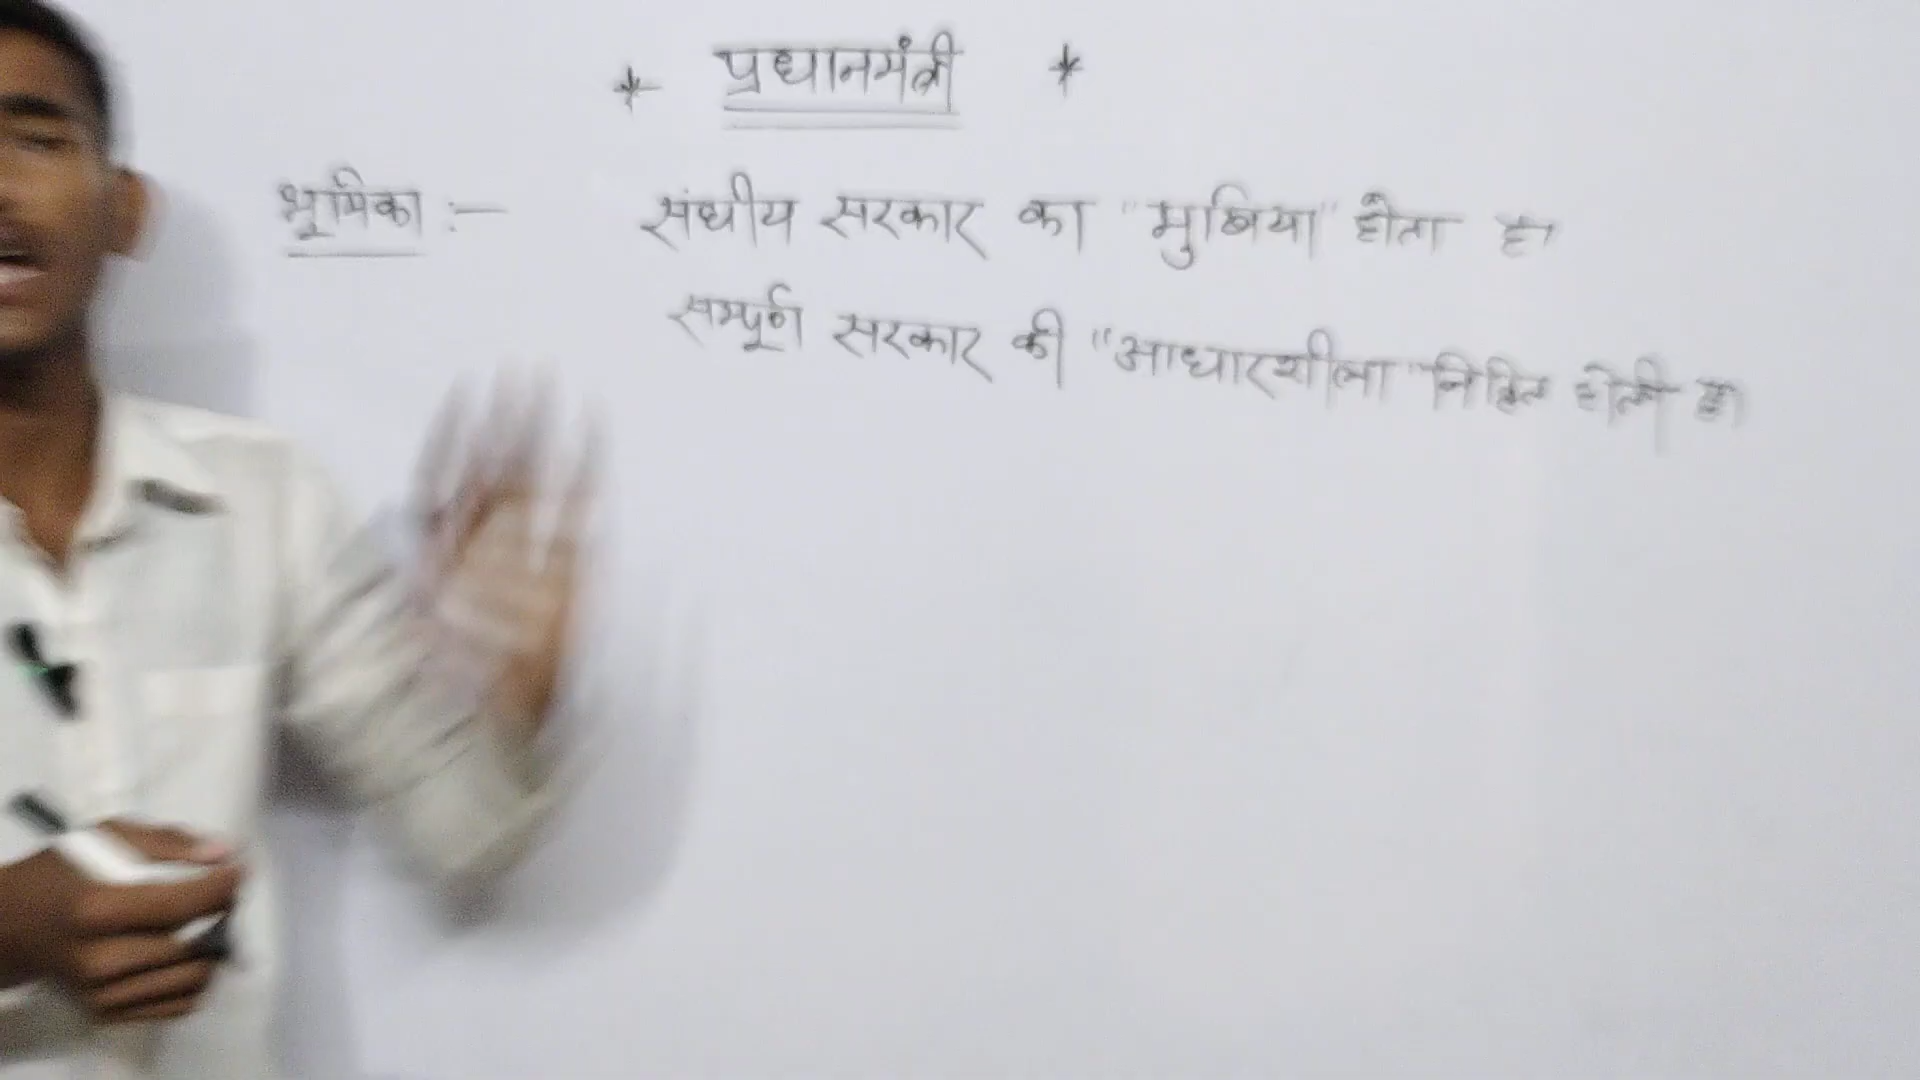 * प्रधानमंत्री *
भूमिका :- संघीय सरकार का "मुखिया" होता है
सम्पूर्ण सरकार की "आधारशीला" निहित होती है